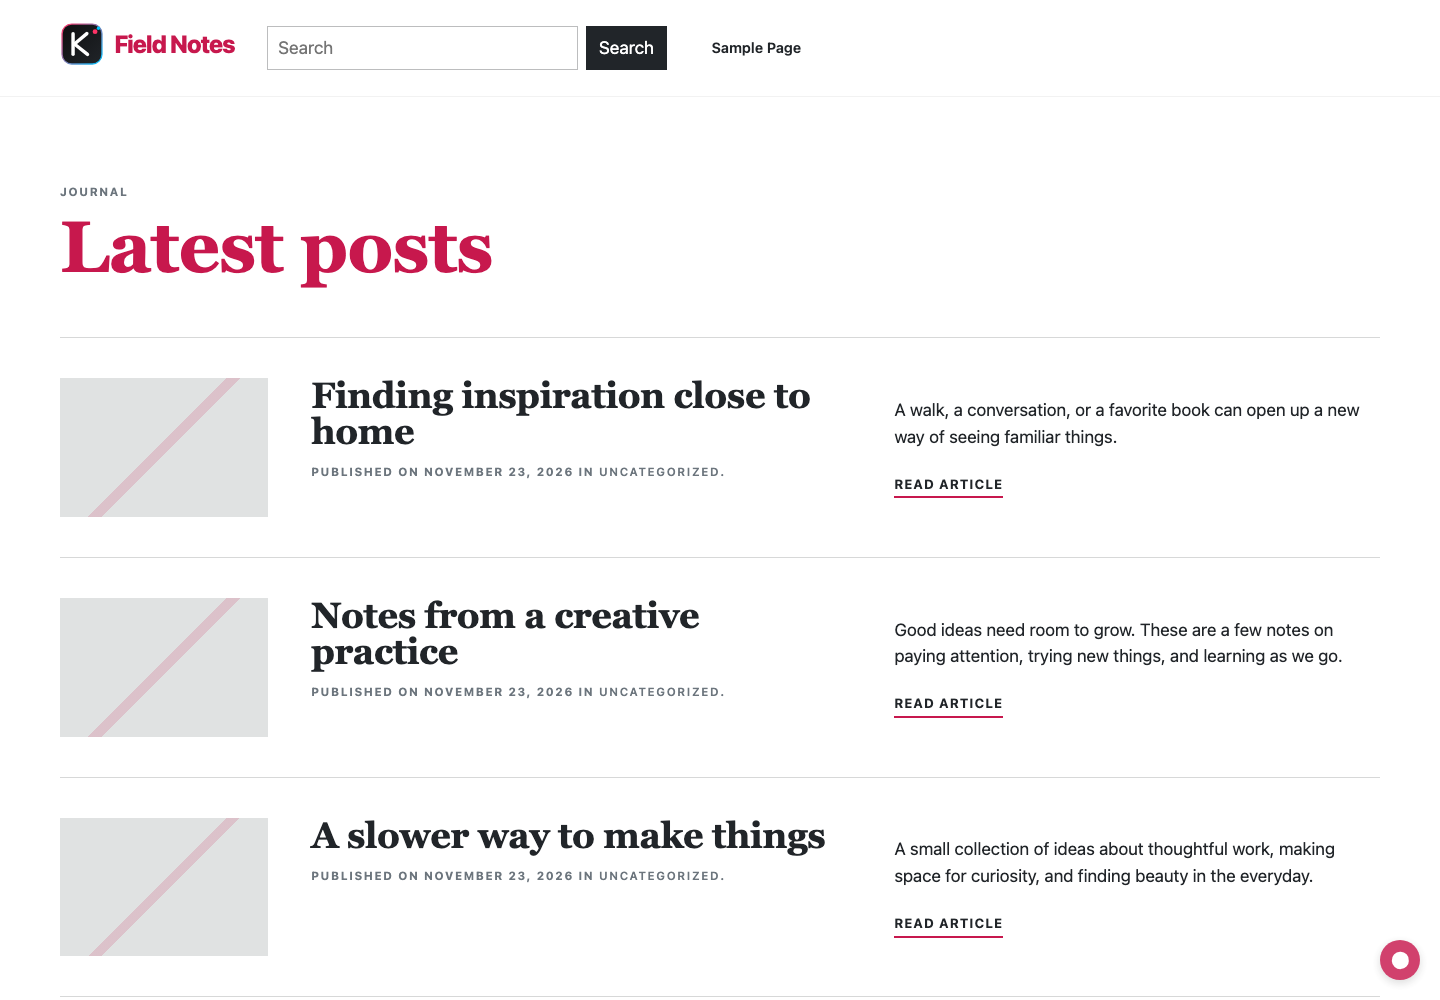 K Field Notes
Search
Search
Sample Page
JOURNAL
Latest posts
Finding inspiration close to
home
PUBLISHED ON NOVEMBER 23, 2026 IN UNCATEGORIZED.
A walk, a conversation, or a favorite book can open up a new
way of seeing familiar things.
READ ARTICLE
Notes from a creative
practice
PUBLISHED ON NOVEMBER 23, 2026 IN UNCATEGORIZED.
Good ideas need room to grow. These are a few notes on
paying attention, trying new things, and learning as we go.
READ ARTICLE
A slower way to make things
PUBLISHED ON NOVEMBER 23, 2026 IN UNCATEGORIZED.
A small collection of ideas about thoughtful work, making
space for curiosity, and finding beauty in the everyday.
READ ARTICLE